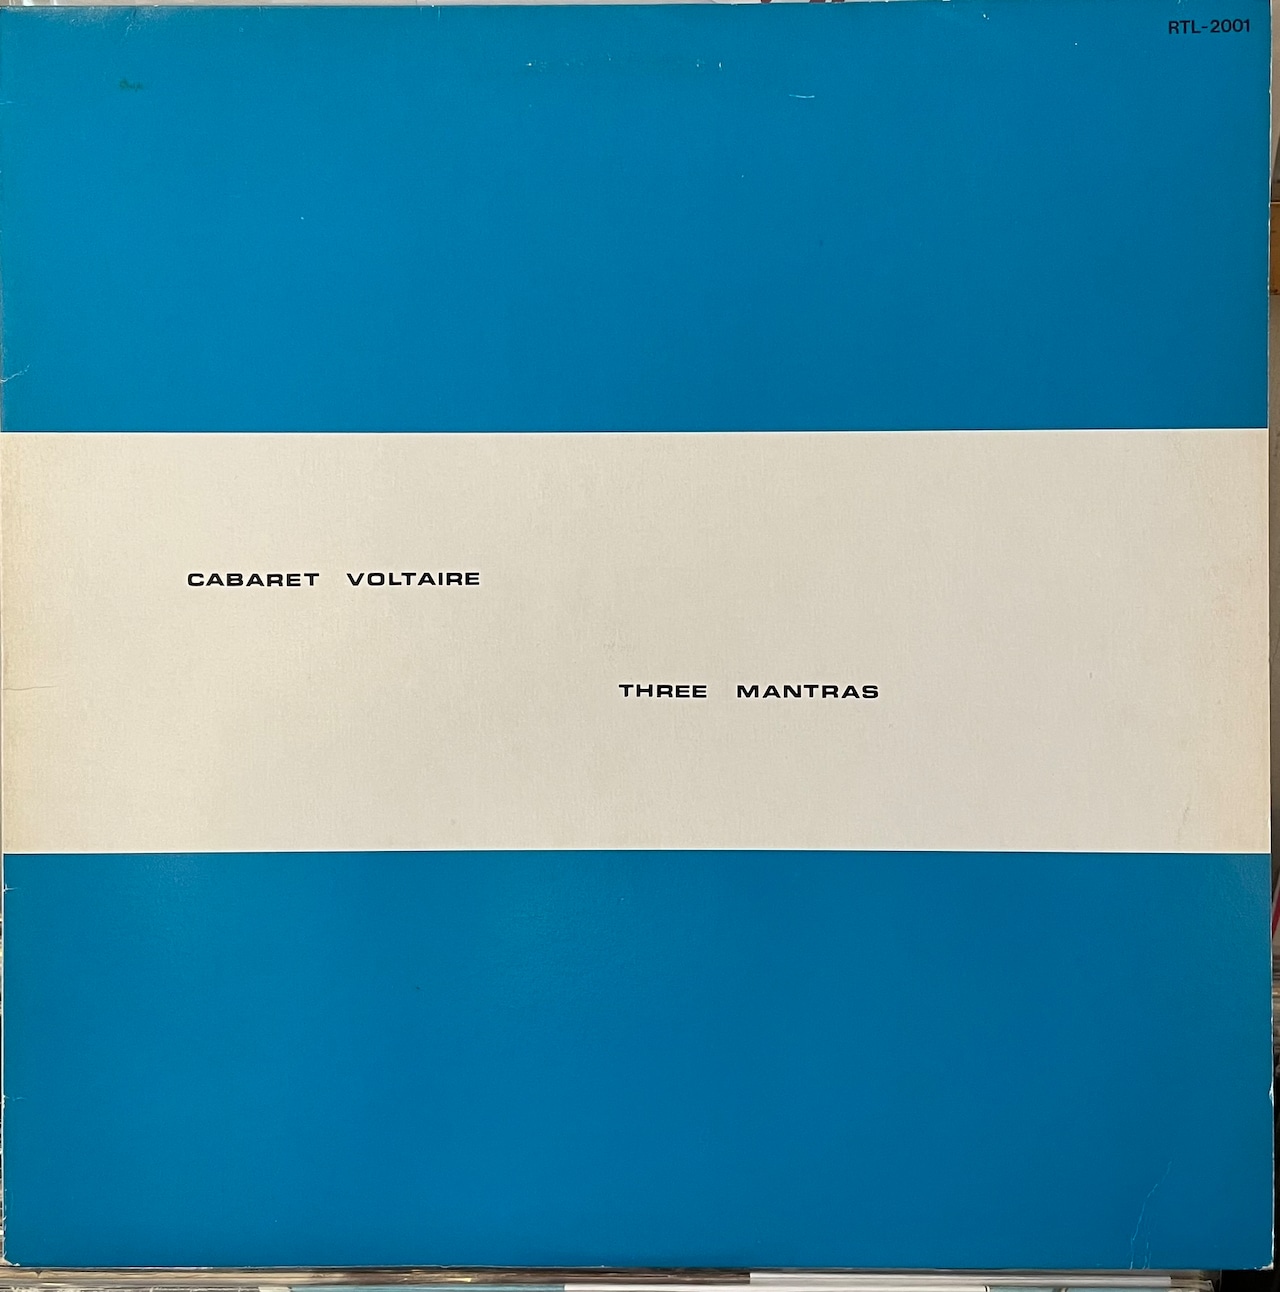 RTL-2001
CABARET VOLTAIRE
THREE MANTRAS